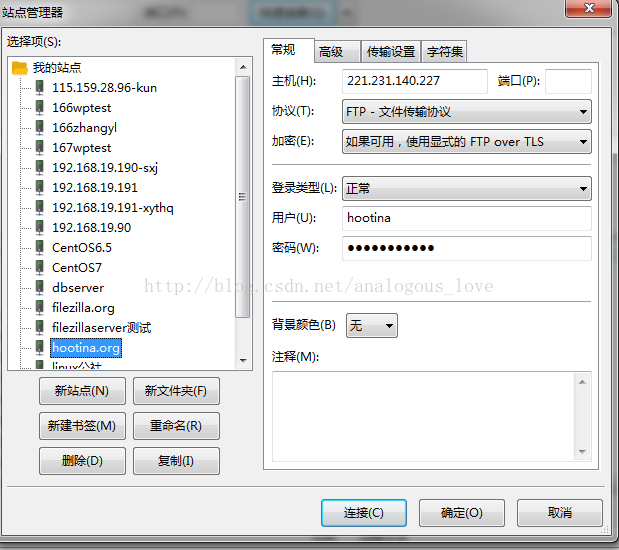 站点管理器
选择项(S):
我的站点
115.159.28.96-kun
166wptest
166zhangyl
167wptest
192.168.19.190-sxj
192.168.19.191
192.168.19.191-xythq
192.168.19.90
CentOS6.5
CentOS7
dbserver
filezilla.org
filezillaserver测试
hootina.org
linux公社
新站点(N) 新文件夹(F)
新建书签(M) 重命名(R)
删除(D) 复制(I)
常规 高级 传输设置 字符集
主机(H): 221.231.140.227 端口(P):
协议(T): FTP - 文件传输协议
加密(E): 如果可用，使用显式的 FTP over TLS
登录类型(L): 正常
用户(U): hootina
密码(W): ●●●●●●●●●●●
http://blog.csdn.net/analogous_love
背景颜色(B) 无
注释(M):
连接(C) 确定(O) 取消